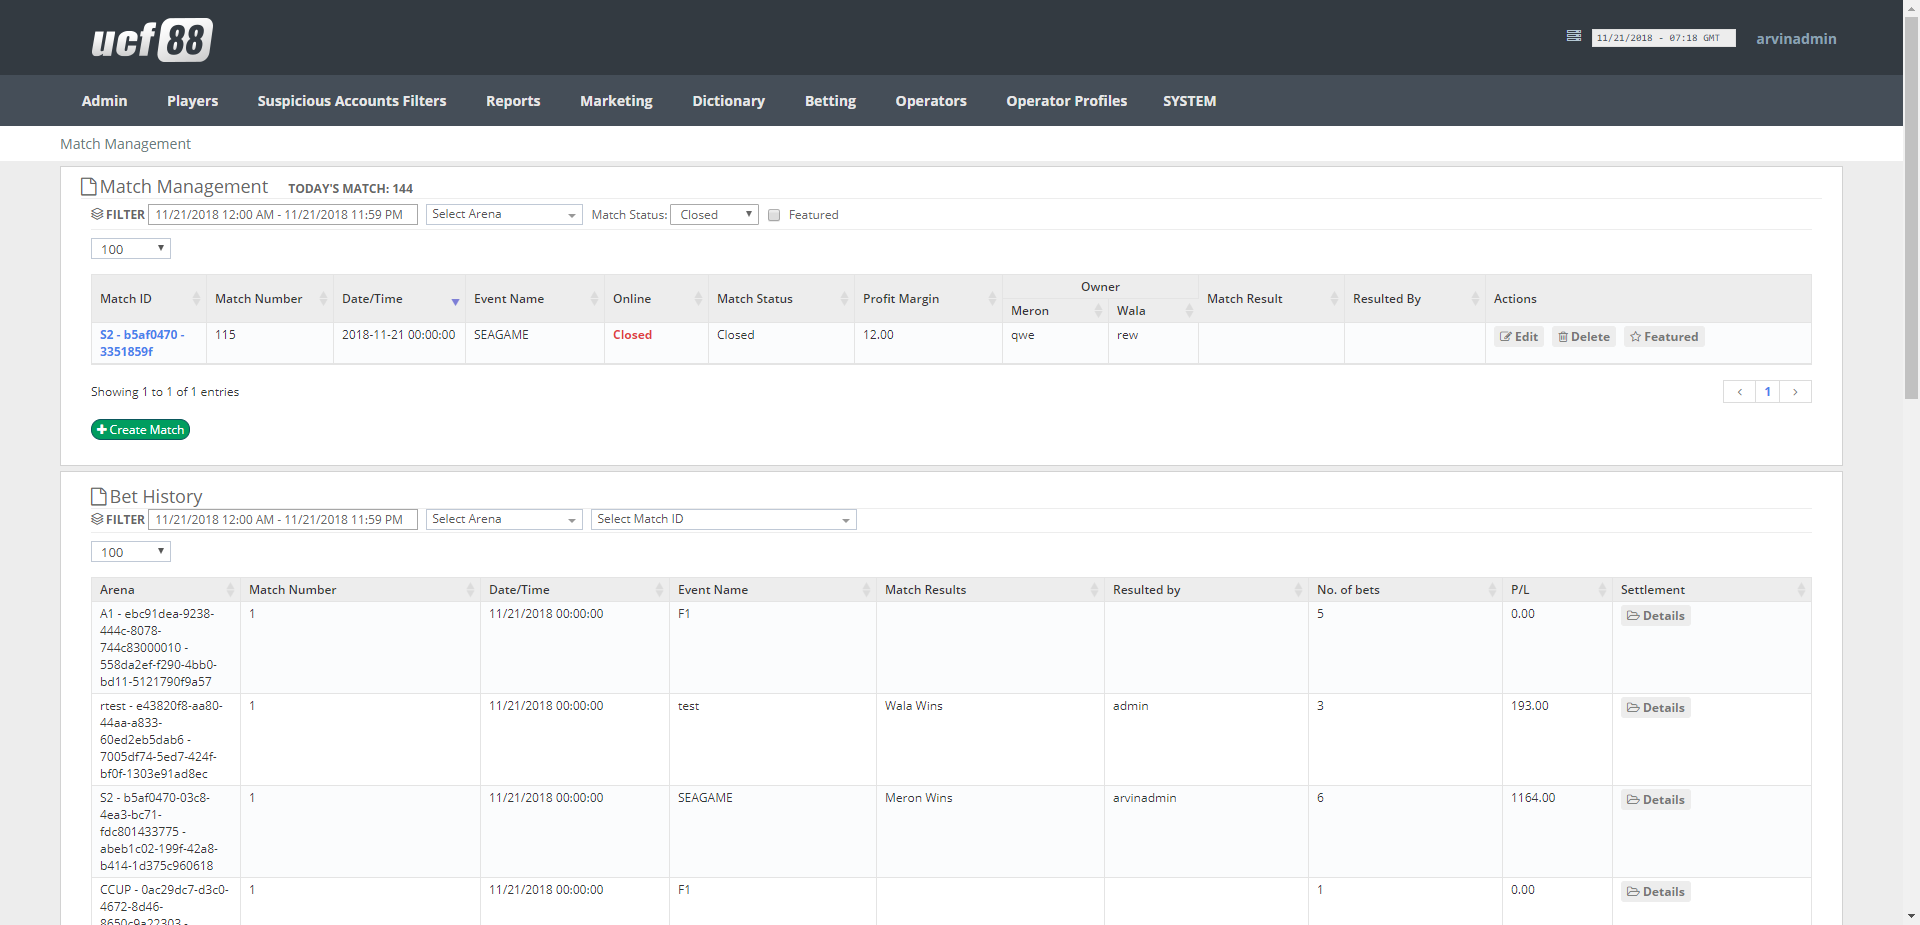 ucf 88
11/21/2018 - 07:18 GMT
arvinadmin
Admin Players Suspicious Accounts Filters Reports Marketing Dictionary Betting Operators Operator Profiles SYSTEM
Match Management
Match Management TODAY'S MATCH: 144
FILTER 11/21/2018 12:00 AM - 11/21/2018 11:59 PM Select Arena Match Status: Closed Featured
100
Owner
Match ID Match Number Date/Time Event Name Online Match Status Profit Margin Match Result Resulted By Actions
Meron Wala
S2 - b5af0470 - 115 2018-11-21 00:00:00 SEAGAME Closed Closed 12.00 qwe rew Edit Delete Featured
3351859f
Showing 1 to 1 of 1 entries
‹ 1 ›
Create Match
Bet History
FILTER 11/21/2018 12:00 AM - 11/21/2018 11:59 PM Select Arena Select Match ID
100
Arena Match Number Date/Time Event Name Match Results Resulted by No. of bets P/L Settlement
A1 - ebc91dea-9238- 1 11/21/2018 00:00:00 F1 5 0.00 Details
444c-8078-
744c83000010 -
558da2ef-f290-4bb0-
bd11-5121790f9a57
rtest - e43820f8-aa80- 1 11/21/2018 00:00:00 test Wala Wins admin 3 193.00 Details
44aa-a833-
60ed2eb5dab6 -
7005df74-5ed7-424f-
bf0f-1303e91ad8ec
S2 - b5af0470-03c8- 1 11/21/2018 00:00:00 SEAGAME Meron Wins arvinadmin 6 1164.00 Details
4ea3-bc71-
fdc801433775 -
abeb1c02-199f-42a8-
b414-1d375c960618
CCUP - 0ac29dc7-d3c0- 1 11/21/2018 00:00:00 F1 1 0.00 Details
4672-8d46-
8650c9a22303 -